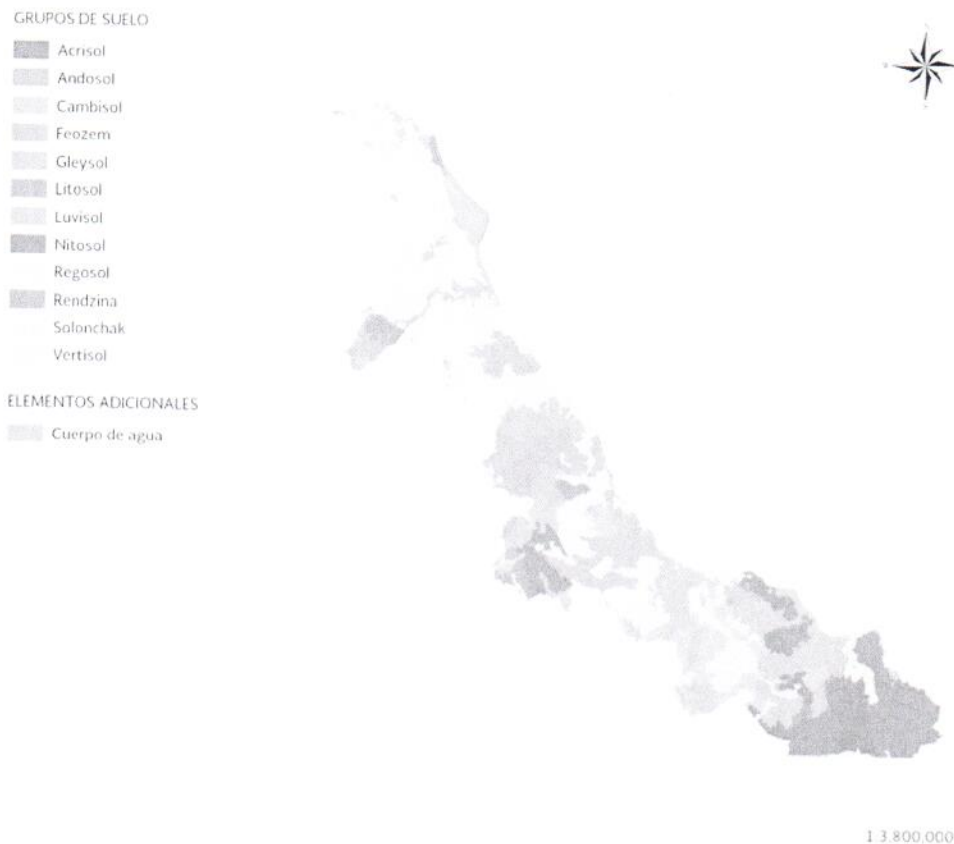 GRUPOS DE SUELO
Acrisol
Andosol
Cambisol
Feozem
Gleysol
Litosol
Luvisol
Nitosol
Regosol
Rendzina
Solonchak
Vertisol
ELEMENTOS ADICIONALES
Cuerpo de agua
1 3.800.000